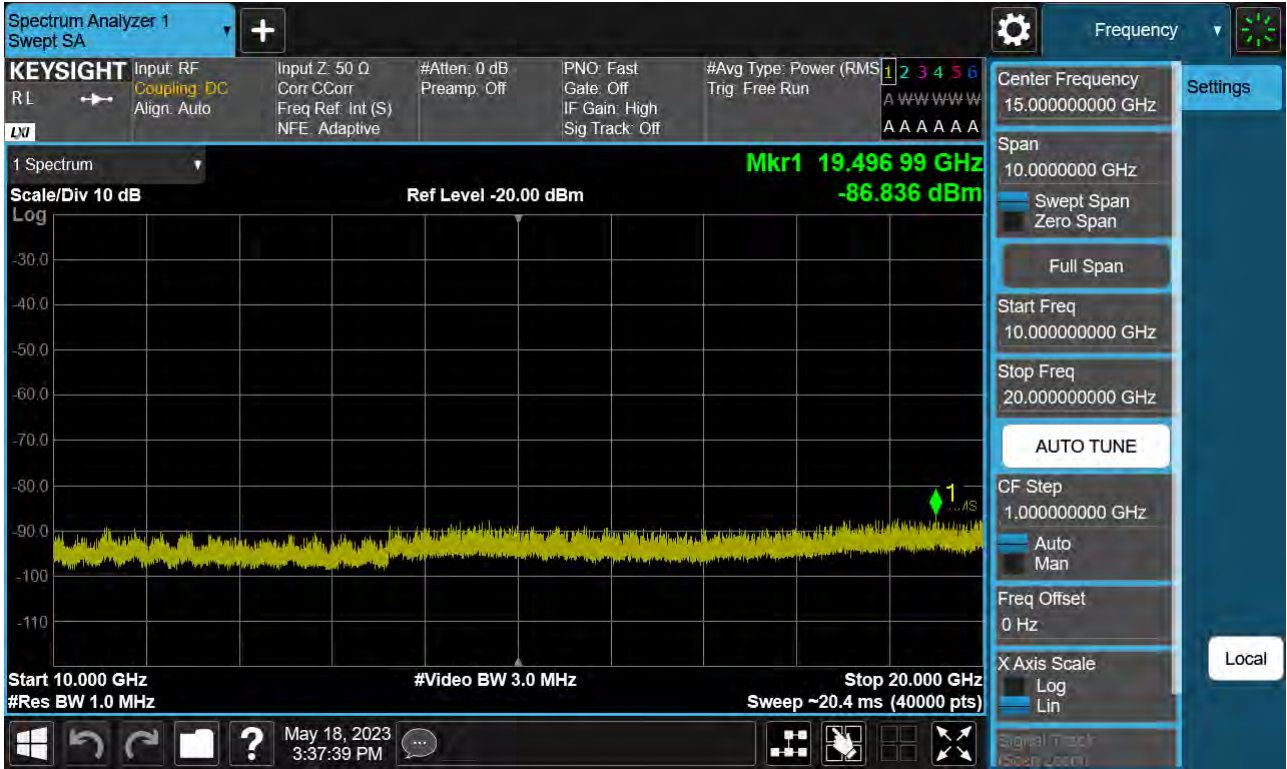 Spectrum Analyzer 1
Swept SA
Frequency
KEYSIGHT
RL
LXI
Input: RF
Coupling: DC
Align: Auto
Input Z: 50 Ω
Corr CCorr
Freq Ref: Int (S)
NFE: Adaptive
#Atten: 0 dB
Preamp: Off
PNO: Fast
Gate: Off
IF Gain: High
Sig Track: Off
#Avg Type: Power (RMS
Trig: Free Run
1 2 3 4 5 6
A W W W W W
A A A A A A
1 Spectrum
Scale/Div 10 dB
Log
Ref Level -20.00 dBm
Mkr1 19.496 99 GHz
-86.836 dBm
-30.0
-40.0
-50.0
-60.0
-70.0
-80.0
-90.0
-100
-110
1
Start 10.000 GHz
#Res BW 1.0 MHz
#Video BW 3.0 MHz
Stop 20.000 GHz
Sweep ~20.4 ms (40000 pts)
Center Frequency
15.000000000 GHz
Span
10.0000000 GHz
Swept Span
Zero Span
Full Span
Start Freq
10.000000000 GHz
Stop Freq
20.000000000 GHz
AUTO TUNE
CF Step
1.000000000 GHz
Auto
Man
Freq Offset
0 Hz
X Axis Scale
Log
Lin
Signal Track
(Span Zoom)
Settings
Local
?
May 18, 2023
3:37:39 PM